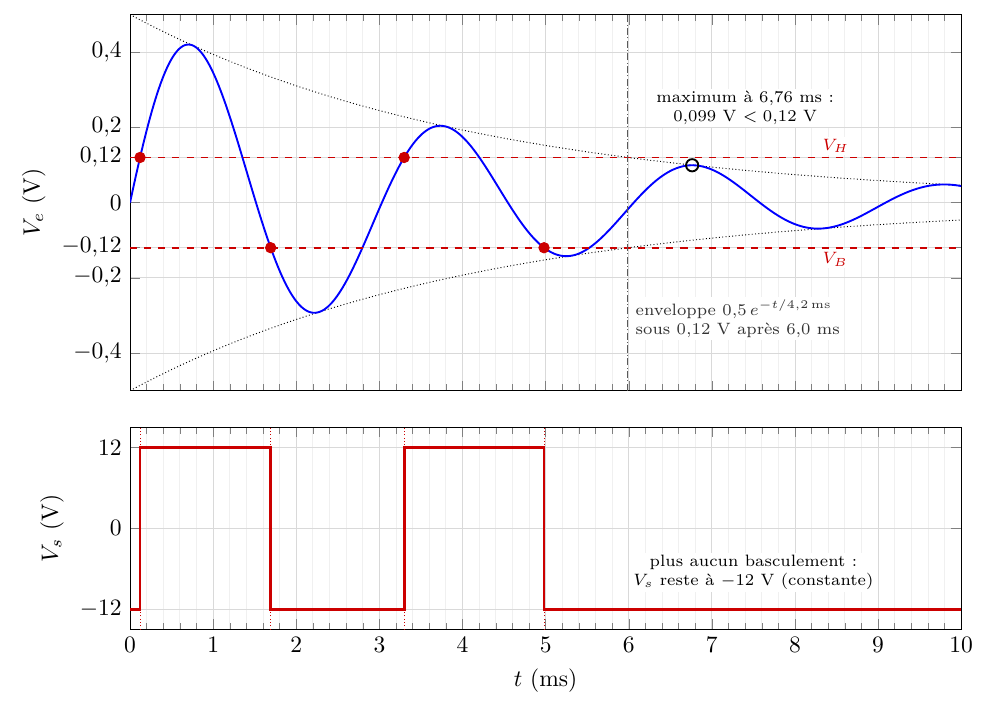 0,4
0,2
0,12
0
−0,12
−0,2
−0,4
V_e (V)
maximum à 6,76 ms :
0,099 V < 0,12 V
V_H
V_B
enveloppe 0,5 e^{−t/4,2 ms}
sous 0,12 V après 6,0 ms
12
0
−12
V_s (V)
plus aucun basculement :
V_s reste à −12 V (constante)
0 1 2 3 4 5 6 7 8 9 10
t (ms)